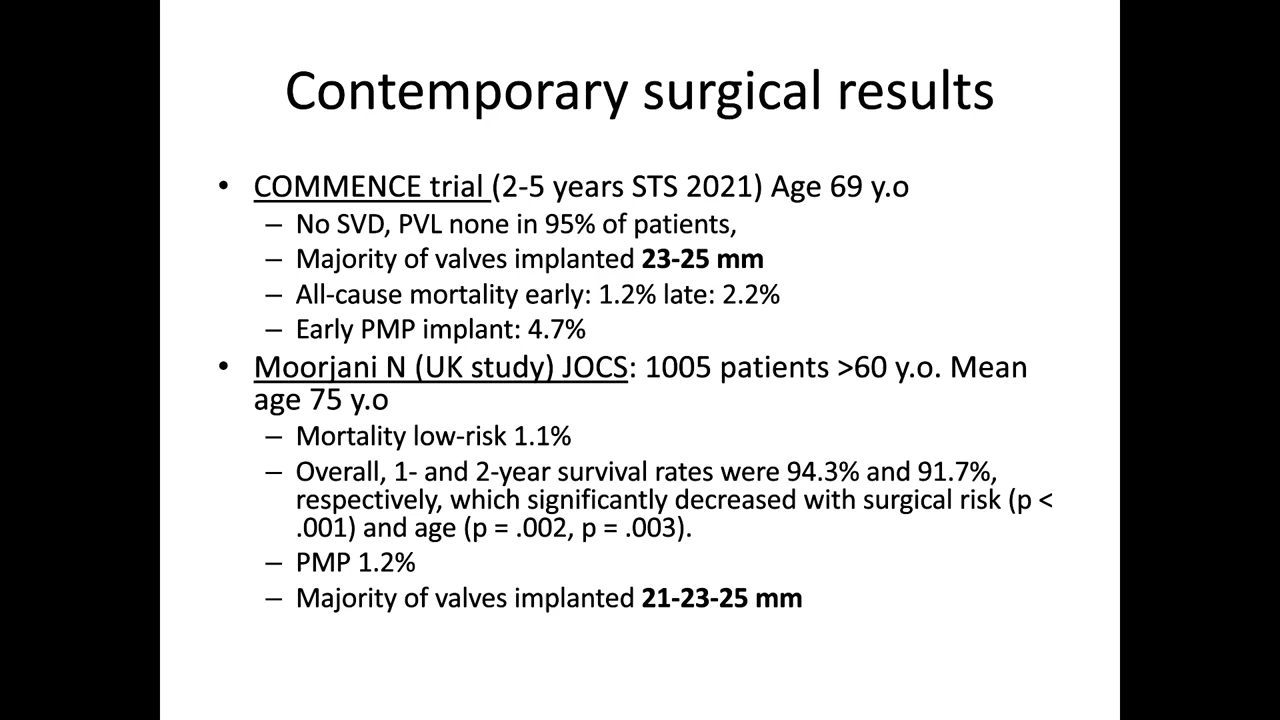 Contemporary surgical results
• COMMENCE trial (2-5 years STS 2021) Age 69 y.o
– No SVD, PVL none in 95% of patients,
– Majority of valves implanted 23-25 mm
– All-cause mortality early: 1.2% late: 2.2%
– Early PMP implant: 4.7%
• Moorjani N (UK study) JOCS: 1005 patients >60 y.o. Mean
age 75 y.o
– Mortality low-risk 1.1%
– Overall, 1- and 2-year survival rates were 94.3% and 91.7%,
respectively, which significantly decreased with surgical risk (p <
.001) and age (p = .002, p = .003).
– PMP 1.2%
– Majority of valves implanted 21-23-25 mm